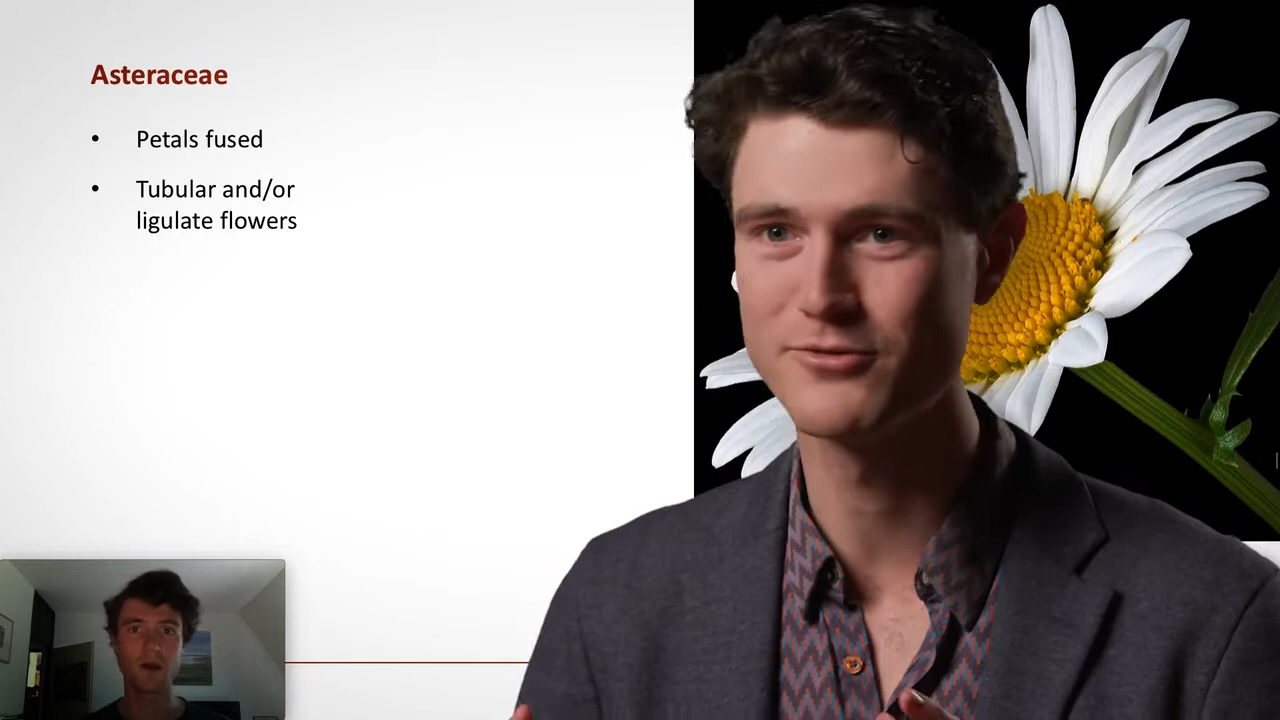 Asteraceae
• Petals fused
• Tubular and/or
ligulate flowers